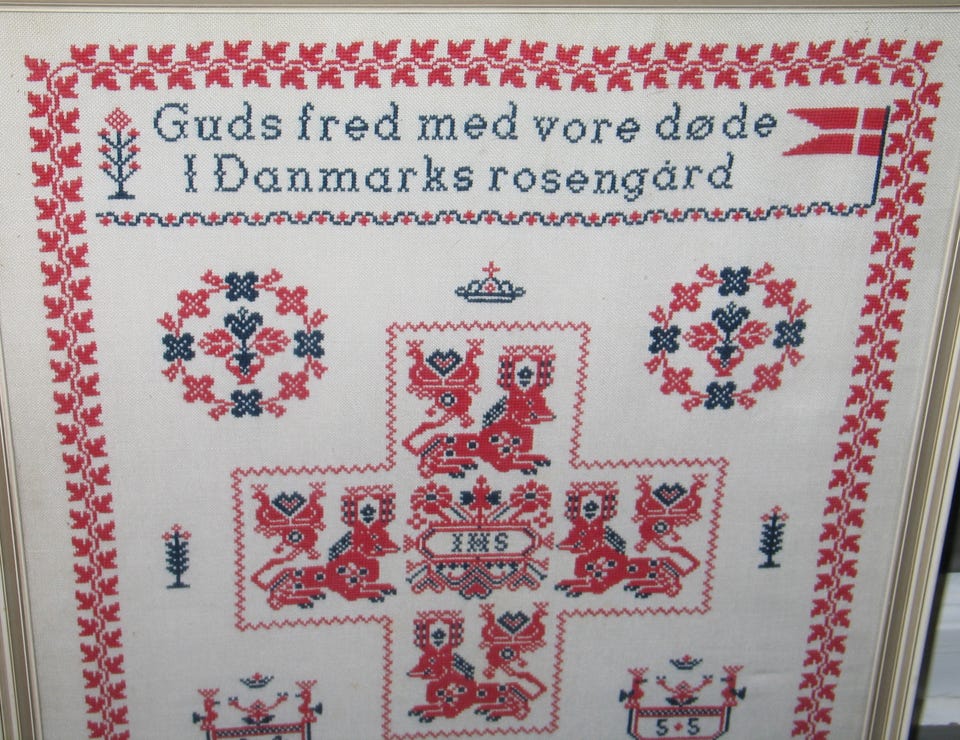 Guds fred med vore døde
I Danmarks rosengård
IHS
S S